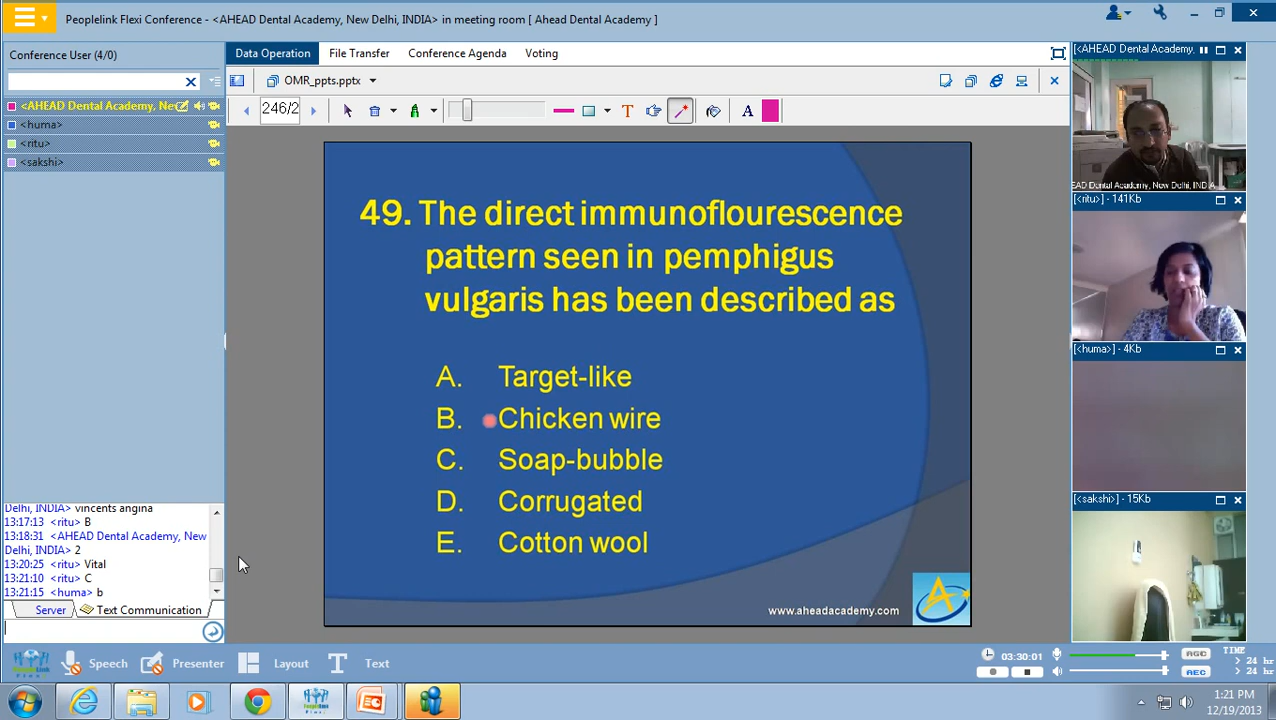 Peoplelink Flexi Conference - <AHEAD Dental Academy, New Delhi, INDIA> in meeting room [ Ahead Dental Academy ]
Conference User (4/0)
Data Operation File Transfer Conference Agenda Voting
[<AHEAD Dental Academy,
OMR_ppts.pptx
<AHEAD Dental Academy, Ne
246/2
T
A
<huma>
<ritu>
<sakshi>
49. The direct immunoflourescence
pattern seen in pemphigus
vulgaris has been described as
A. Target-like
B. Chicken wire
C. Soap-bubble
D. Corrugated
E. Cotton wool
www.aheadacademy.com
A
EAD Dental Academy, New Delhi, INDIA
[<ritu>] - 141Kb
[<huma>] - 4Kb
[<sakshi>] - 15Kb
Delhi, INDIA> vincents angina
13:17:13 <ritu> B
13:18:31 <AHEAD Dental Academy, New
Delhi, INDIA> 2
13:20:25 <ritu> Vital
13:21:10 <ritu> C
13:21:15 <huma> b
Server Text Communication
Speech Presenter Layout Text
03:30:01
AGC
AEC
TIME
> 24 hr
> 24 hr
1:21 PM
12/19/2013